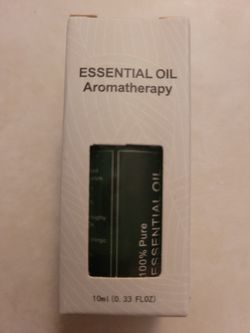 ESSENTIAL OIL
Aromatherapy
100% Pure
ESSENTIAL OIL
10ml (0.33 FLOZ)